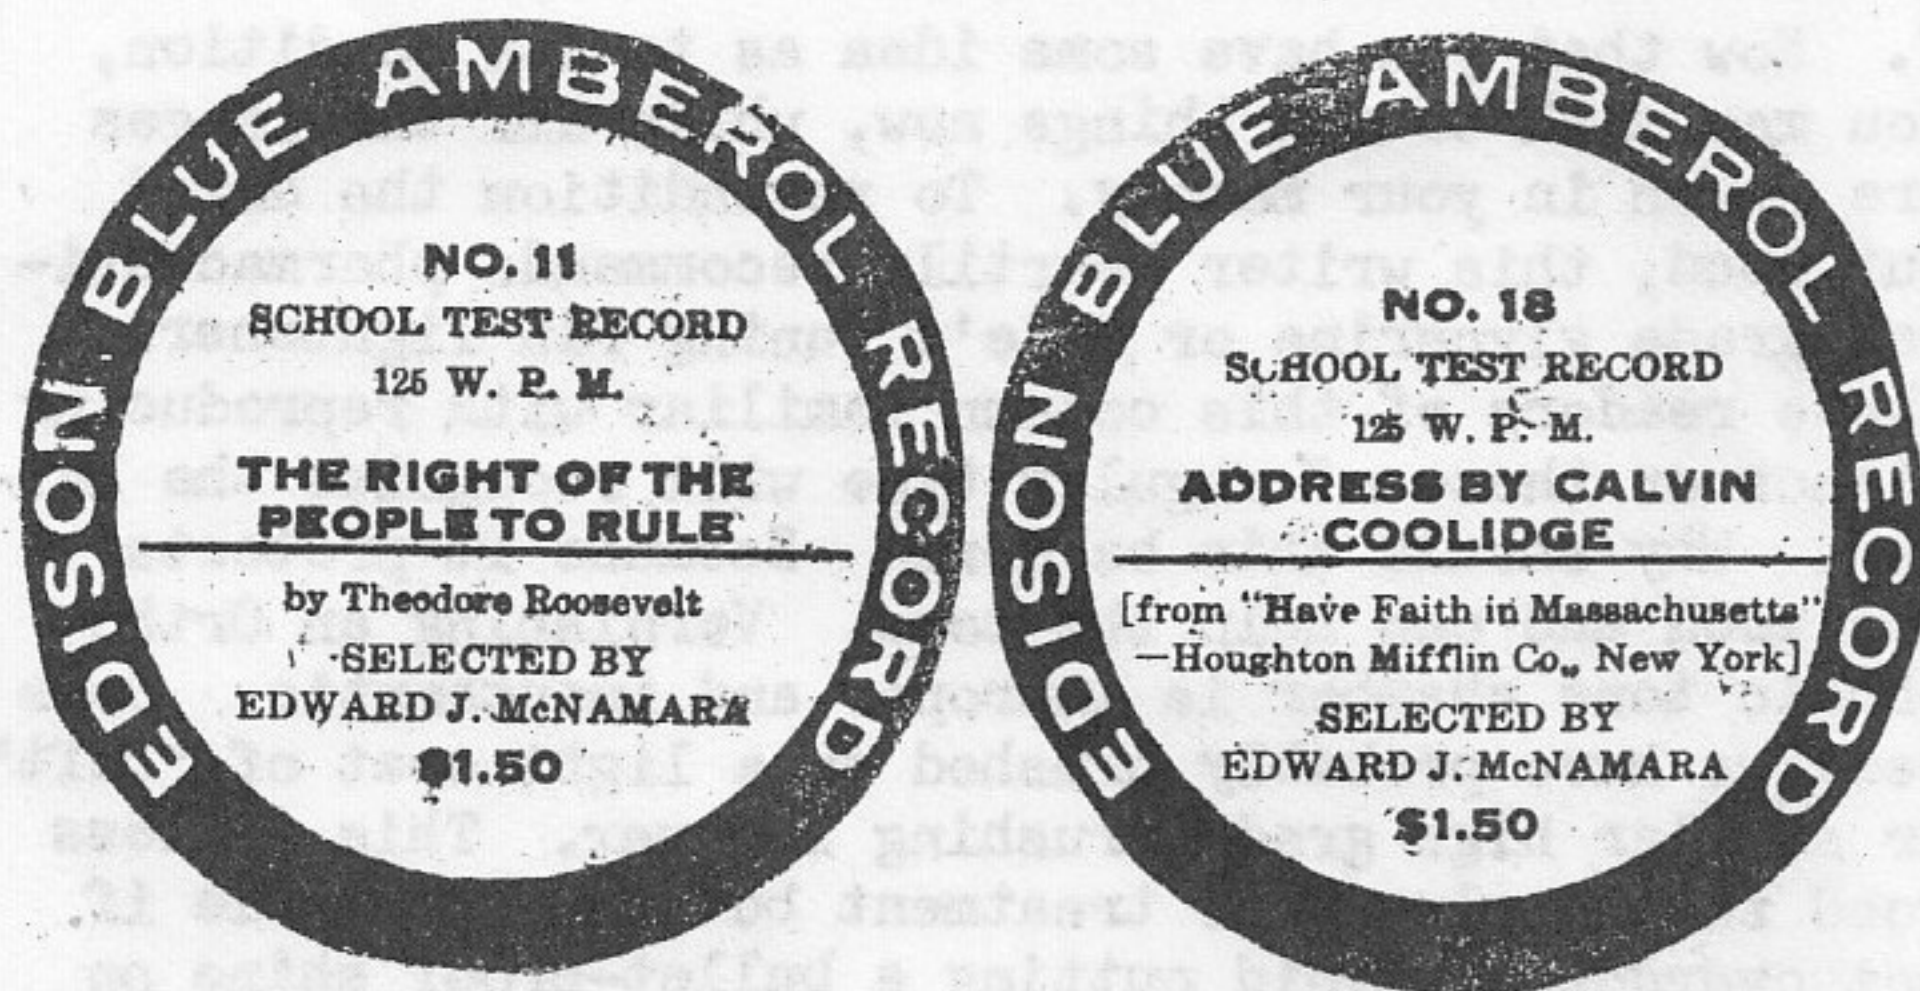 EDISON BLUE AMBEROL RECORD
NO. 11
SCHOOL TEST RECORD
125 W. P. M.
THE RIGHT OF THE
PEOPLE TO RULE
by Theodore Roosevelt
SELECTED BY
EDWARD J. McNAMARA
$1.50
EDISON BLUE AMBEROL RECORD
NO. 18
SCHOOL TEST RECORD
125 W. P. M.
ADDRESS BY CALVIN
COOLIDGE
[from "Have Faith in Massachusetts"
—Houghton Mifflin Co., New York]
SELECTED BY
EDWARD J. McNAMARA
$1.50